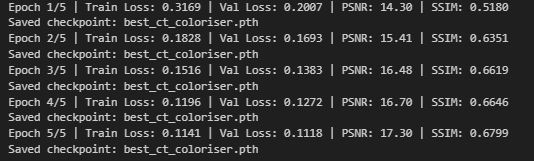 Epoch 1/5 | Train Loss: 0.3169 | Val Loss: 0.2007 | PSNR: 14.30 | SSIM: 0.5180
Saved checkpoint: best_ct_coloriser.pth
Epoch 2/5 | Train Loss: 0.1828 | Val Loss: 0.1693 | PSNR: 15.41 | SSIM: 0.6351
Saved checkpoint: best_ct_coloriser.pth
Epoch 3/5 | Train Loss: 0.1516 | Val Loss: 0.1383 | PSNR: 16.48 | SSIM: 0.6619
Saved checkpoint: best_ct_coloriser.pth
Epoch 4/5 | Train Loss: 0.1196 | Val Loss: 0.1272 | PSNR: 16.70 | SSIM: 0.6646
Saved checkpoint: best_ct_coloriser.pth
Epoch 5/5 | Train Loss: 0.1141 | Val Loss: 0.1118 | PSNR: 17.30 | SSIM: 0.6799
Saved checkpoint: best_ct_coloriser.pth